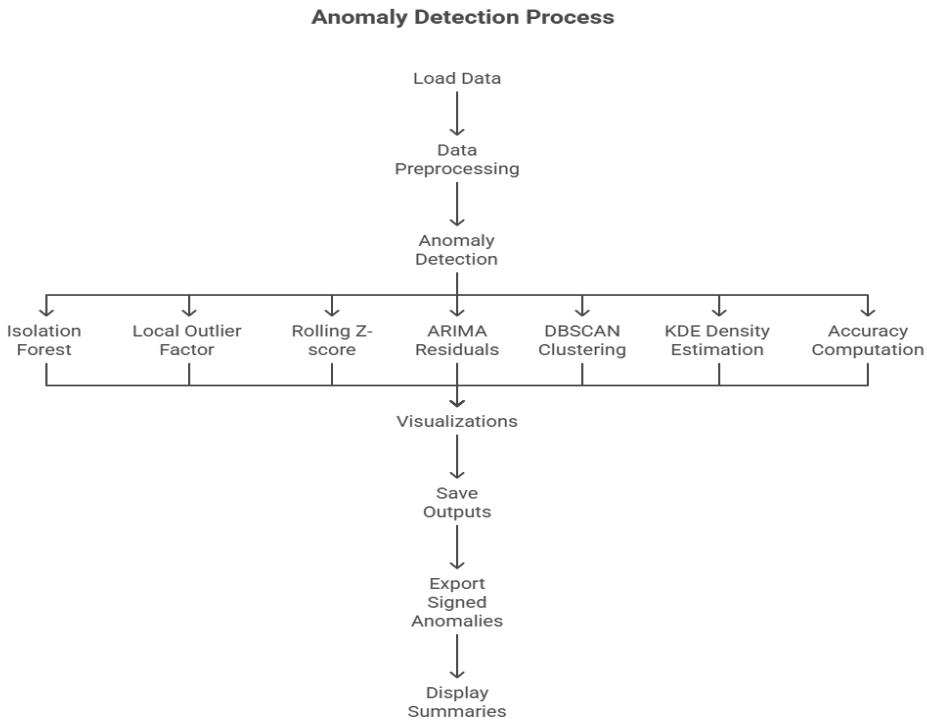 Anomaly Detection Process
Load Data
Data
Preprocessing
Anomaly
Detection
Isolation
Forest
Local Outlier
Factor
Rolling Z-
score
ARIMA
Residuals
DBSCAN
Clustering
KDE Density
Estimation
Accuracy
Computation
Visualizations
Save
Outputs
Export
Signed
Anomalies
Display
Summaries